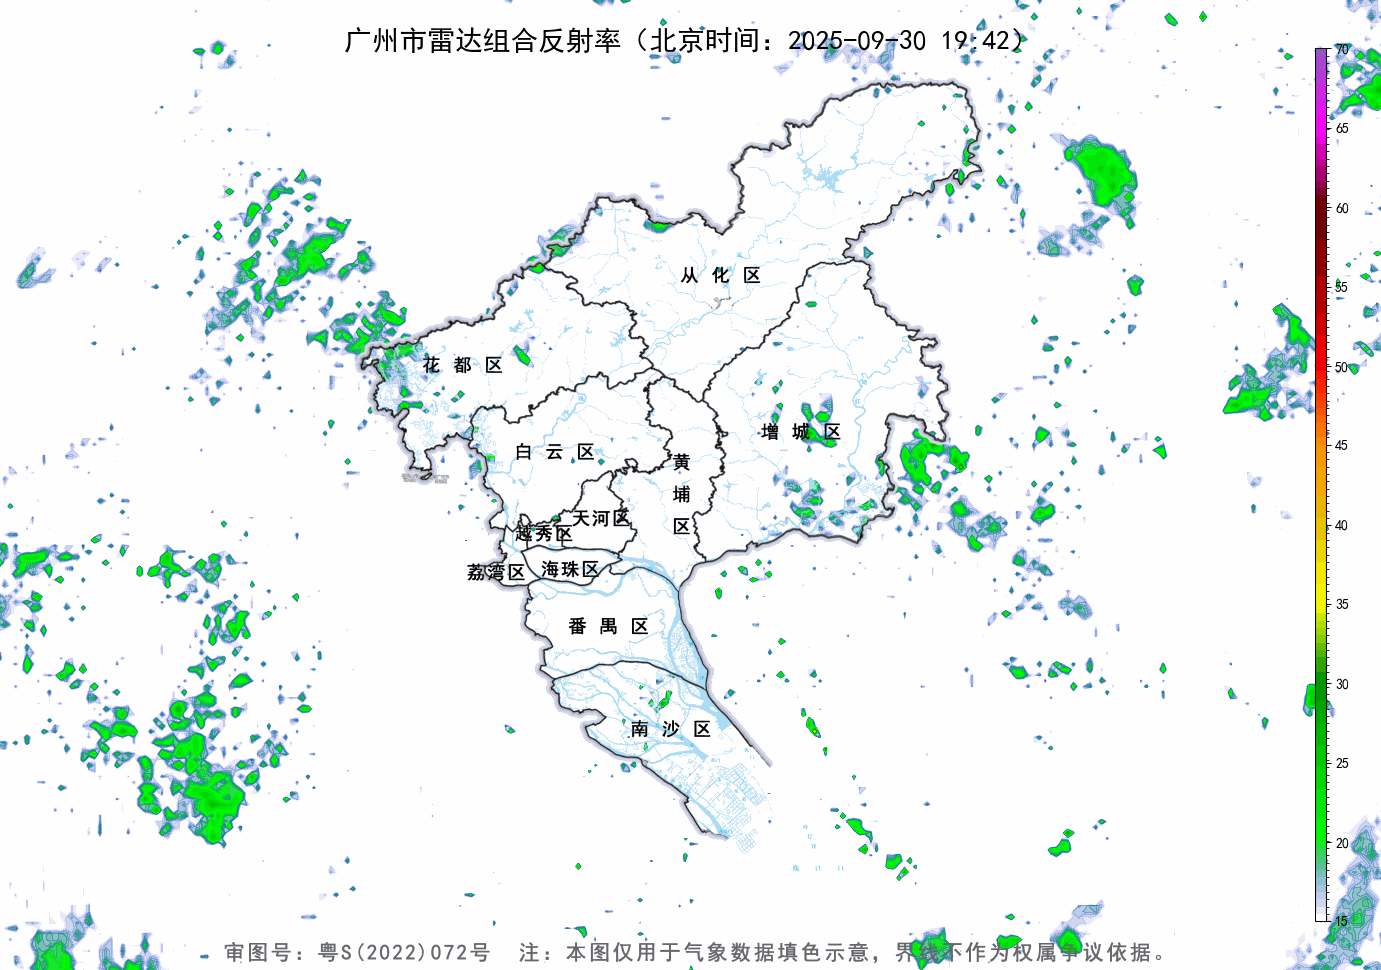 广州市雷达组合反射率（北京时间：2025-09-30 19:42）
70
65
60
55
50
45
40
35
30
25
20
15
从化区
花都区
增城区
白云区
黄埔区
天河区
越秀区
荔湾区
海珠区
番禺区
南沙区
审图号：粤S(2022)072号 注：本图仅用于气象数据填色示意，界线不作为权属争议依据。